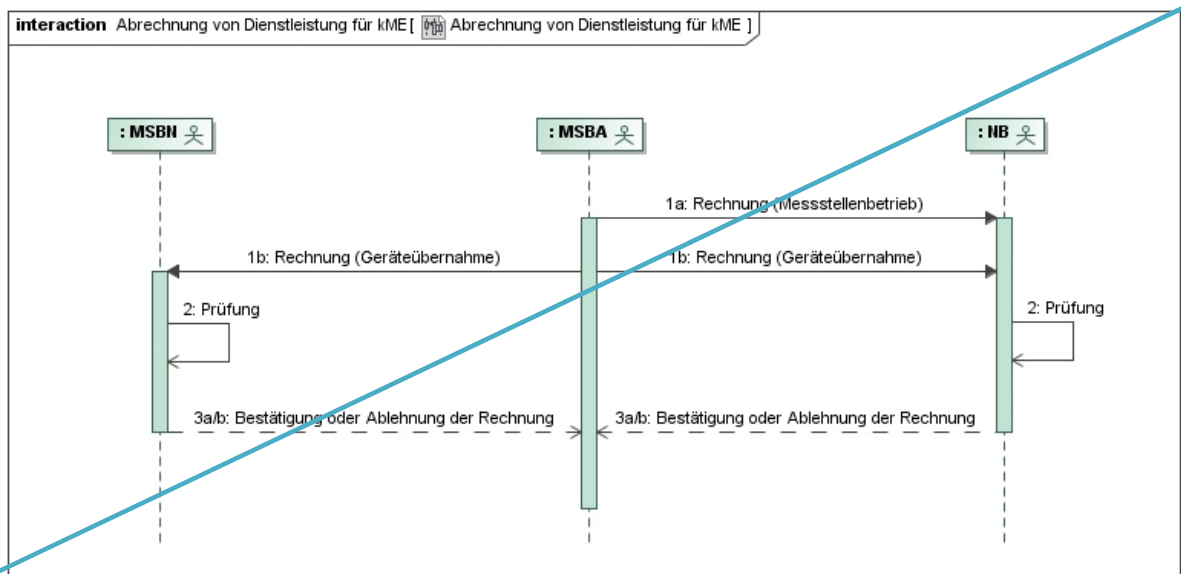 interaction Abrechnung von Dienstleistung für kME [ Abrechnung von Dienstleistung für kME ]
: MSBN
: MSBA
: NB
1a: Rechnung (Messstellenbetrieb)
1b: Rechnung (Geräteübernahme)
1b: Rechnung (Geräteübernahme)
2: Prüfung
2: Prüfung
3a/b: Bestätigung oder Ablehnung der Rechnung
3a/b: Bestätigung oder Ablehnung der Rechnung